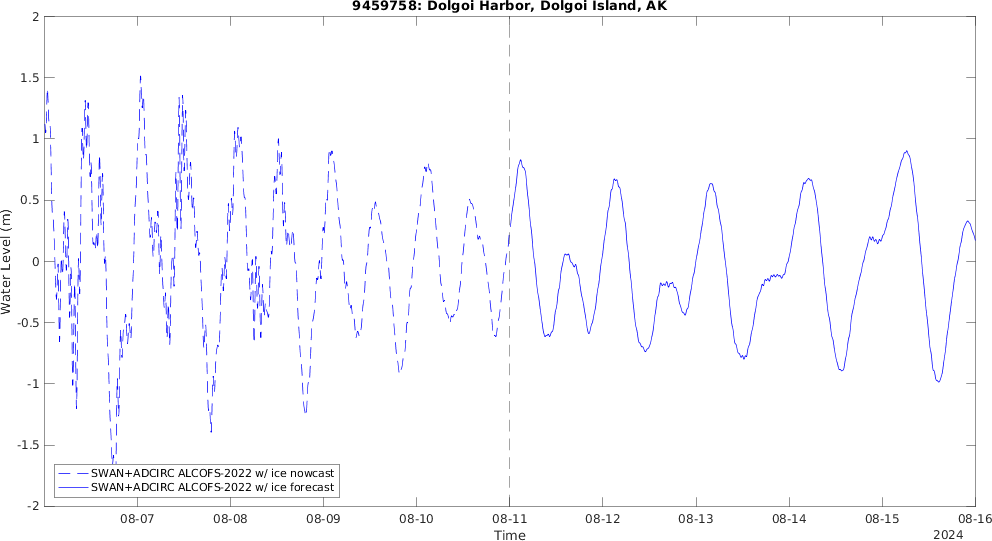 9459758: Dolgoi Harbor, Dolgoi Island, AK
2
1.5
1
0.5
0
-0.5
-1
-1.5
-2
Water Level (m)
SWAN+ADCIRC ALCOFS-2022 w/ ice nowcast
SWAN+ADCIRC ALCOFS-2022 w/ ice forecast
08-07 08-08 08-09 08-10 08-11 08-12 08-13 08-14 08-15 08-16
Time
2024